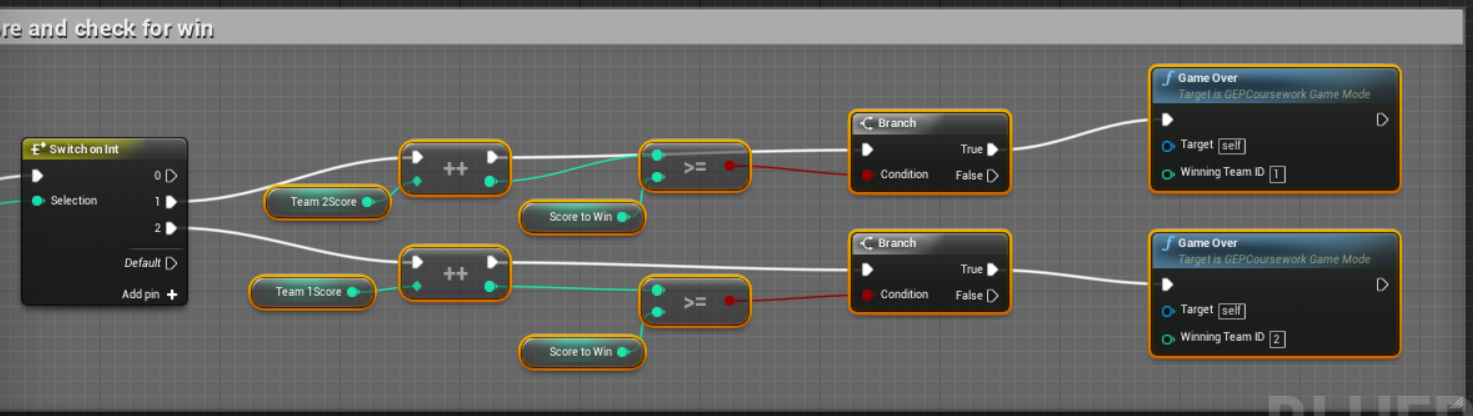 re and check for win
Switch on Int
0
Selection
1
2
Default
Add pin +
Team 2Score
++
>=
Score to Win
Branch
True
Condition
False
Game Over
Target is GEPCoursework Game Mode
Target self
Winning Team ID 1
Team 1Score
++
>=
Score to Win
Branch
True
Condition
False
Game Over
Target is GEPCoursework Game Mode
Target self
Winning Team ID 2